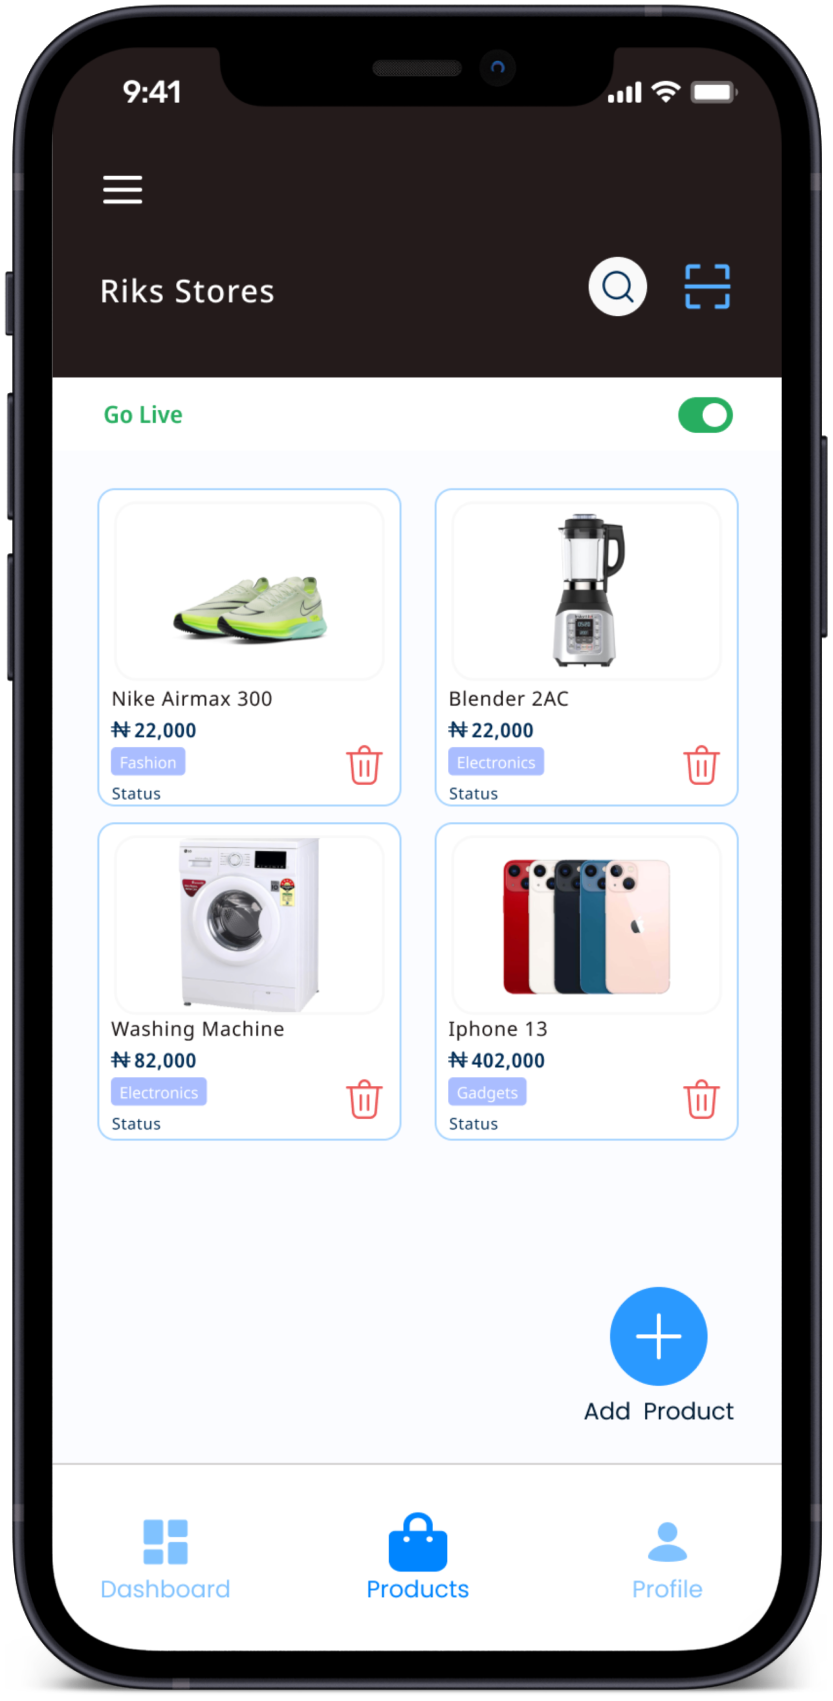 9:41
Riks Stores
Go Live
Nike Airmax 300
₦ 22,000
Fashion
Status
Blender 2AC
₦ 22,000
Electronics
Status
Washing Machine
₦ 82,000
Electronics
Status
Iphone 13
₦ 402,000
Gadgets
Status
Add Product
Dashboard
Products
Profile